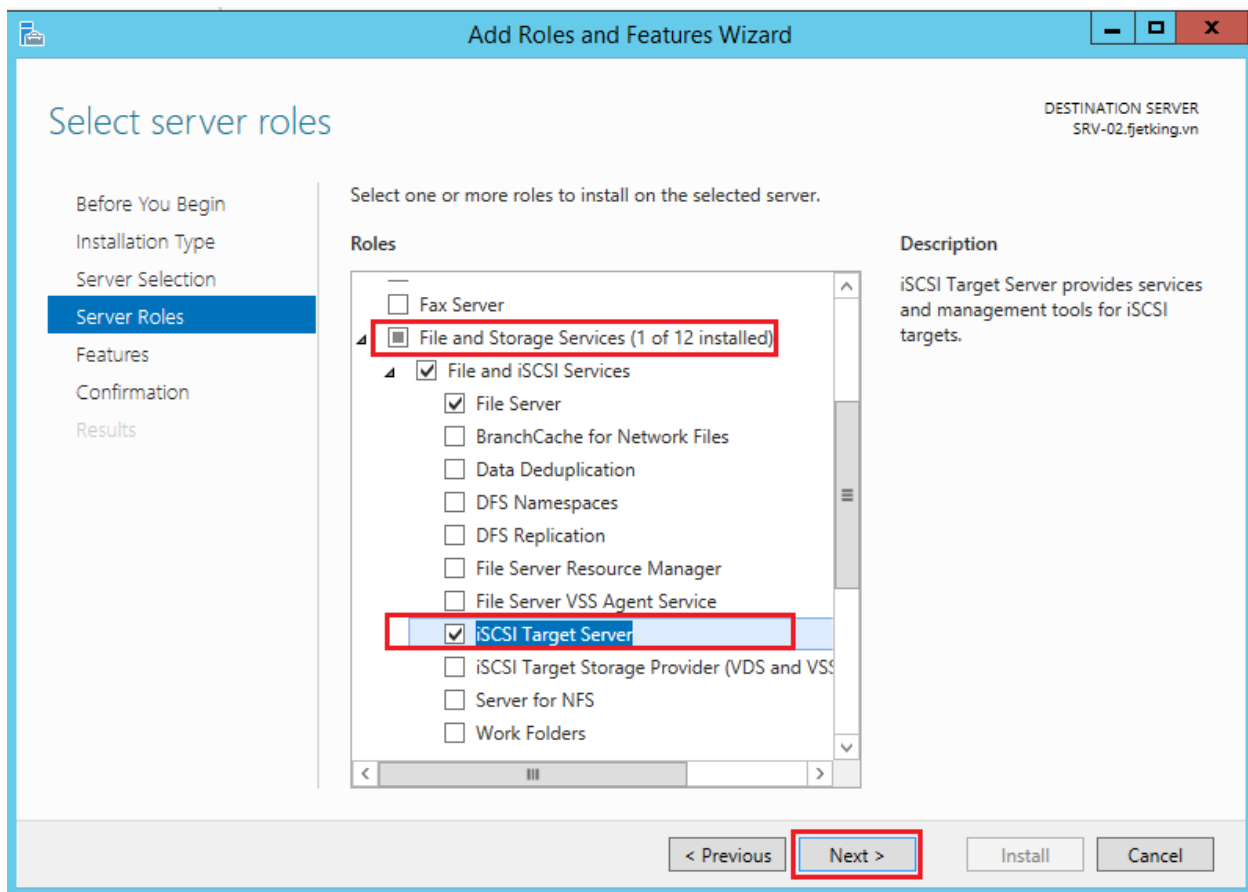 Add Roles and Features Wizard
Select server roles
DESTINATION SERVER
SRV-02.fjetking.vn
Before You Begin
Installation Type
Server Selection
Server Roles
Features
Confirmation
Results
Select one or more roles to install on the selected server.
Roles
Fax Server
File and Storage Services (1 of 12 installed)
File and iSCSI Services
File Server
BranchCache for Network Files
Data Deduplication
DFS Namespaces
DFS Replication
File Server Resource Manager
File Server VSS Agent Service
iSCSI Target Server
iSCSI Target Storage Provider (VDS and VSS
Server for NFS
Work Folders
Description
iSCSI Target Server provides services
and management tools for iSCSI
targets.
< Previous
Next >
Install
Cancel